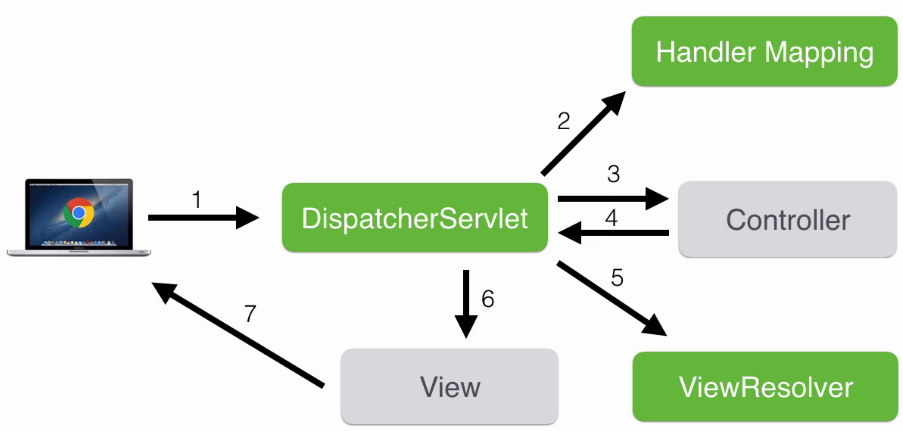 Handler Mapping
2
3
1
DispatcherServlet
4
Controller
5
6
7
View
ViewResolver